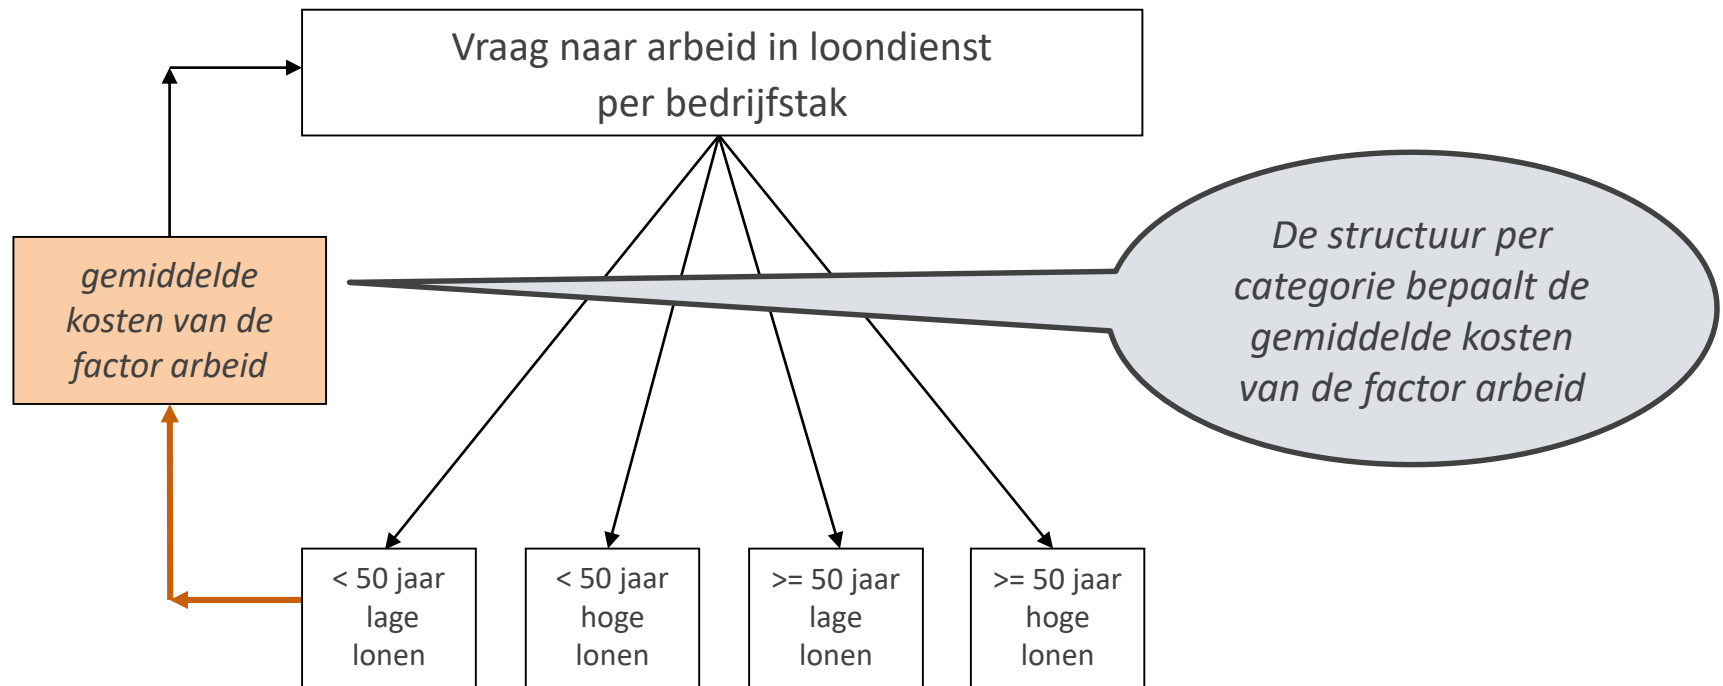 Vraag naar arbeid in loondienst
per bedrijfstak
gemiddelde
kosten van de
factor arbeid
De structuur per
categorie bepaalt de
gemiddelde kosten
van de factor arbeid
< 50 jaar
lage
lonen
< 50 jaar
hoge
lonen
>= 50 jaar
lage
lonen
>= 50 jaar
hoge
lonen